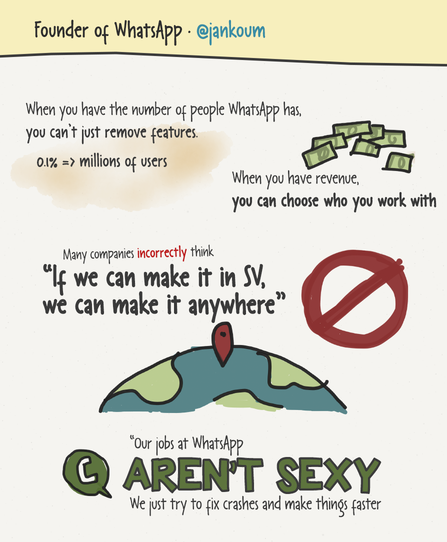 Founder of WhatsApp · @jankoum
When you have the number of people WhatsApp has,
you can't just remove features.
0.1% => millions of users
When you have revenue,
you can choose who you work with
Many companies incorrectly think
“If we can make it in SV,
we can make it anywhere”
“Our jobs at WhatsApp
AREN'T SEXY
We just try to fix crashes and make things faster